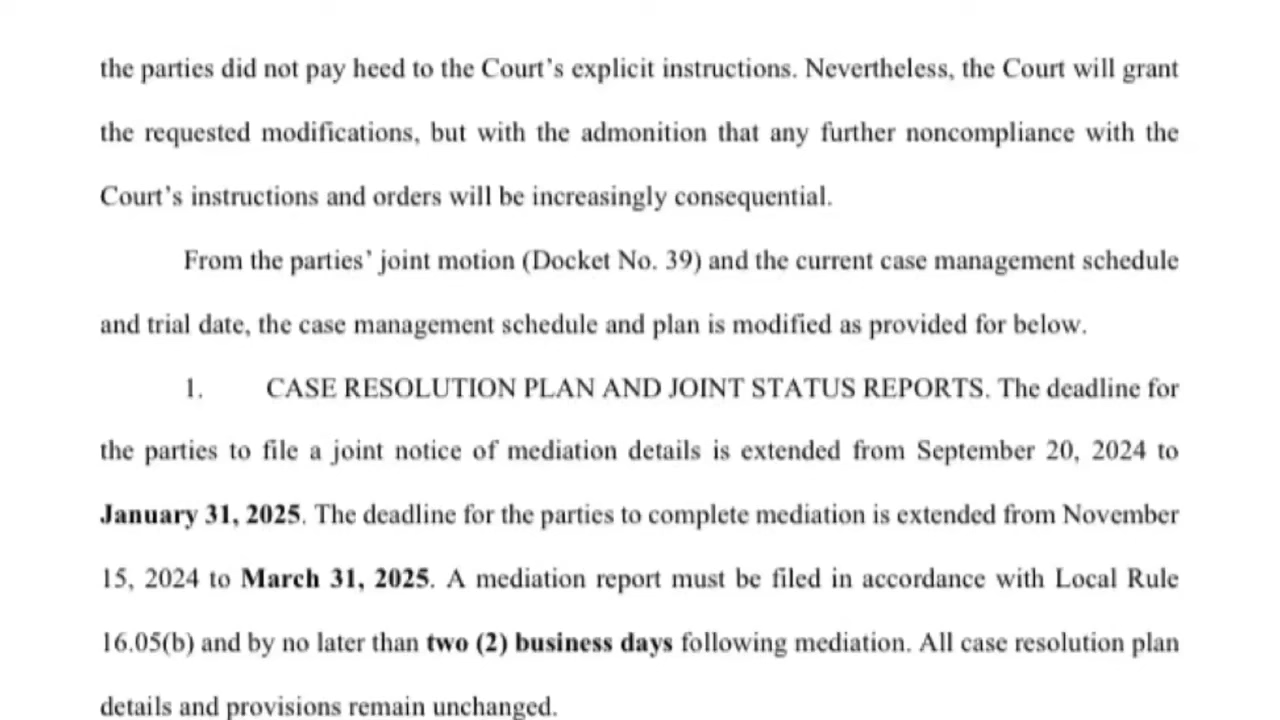 the parties did not pay heed to the Court's explicit instructions. Nevertheless, the Court will grant
the requested modifications, but with the admonition that any further noncompliance with the
Court's instructions and orders will be increasingly consequential.
From the parties' joint motion (Docket No. 39) and the current case management schedule
and trial date, the case management schedule and plan is modified as provided for below.
1. CASE RESOLUTION PLAN AND JOINT STATUS REPORTS. The deadline for
the parties to file a joint notice of mediation details is extended from September 20, 2024 to
January 31, 2025. The deadline for the parties to complete mediation is extended from November
15, 2024 to March 31, 2025. A mediation report must be filed in accordance with Local Rule
16.05(b) and by no later than two (2) business days following mediation. All case resolution plan
details and provisions remain unchanged.